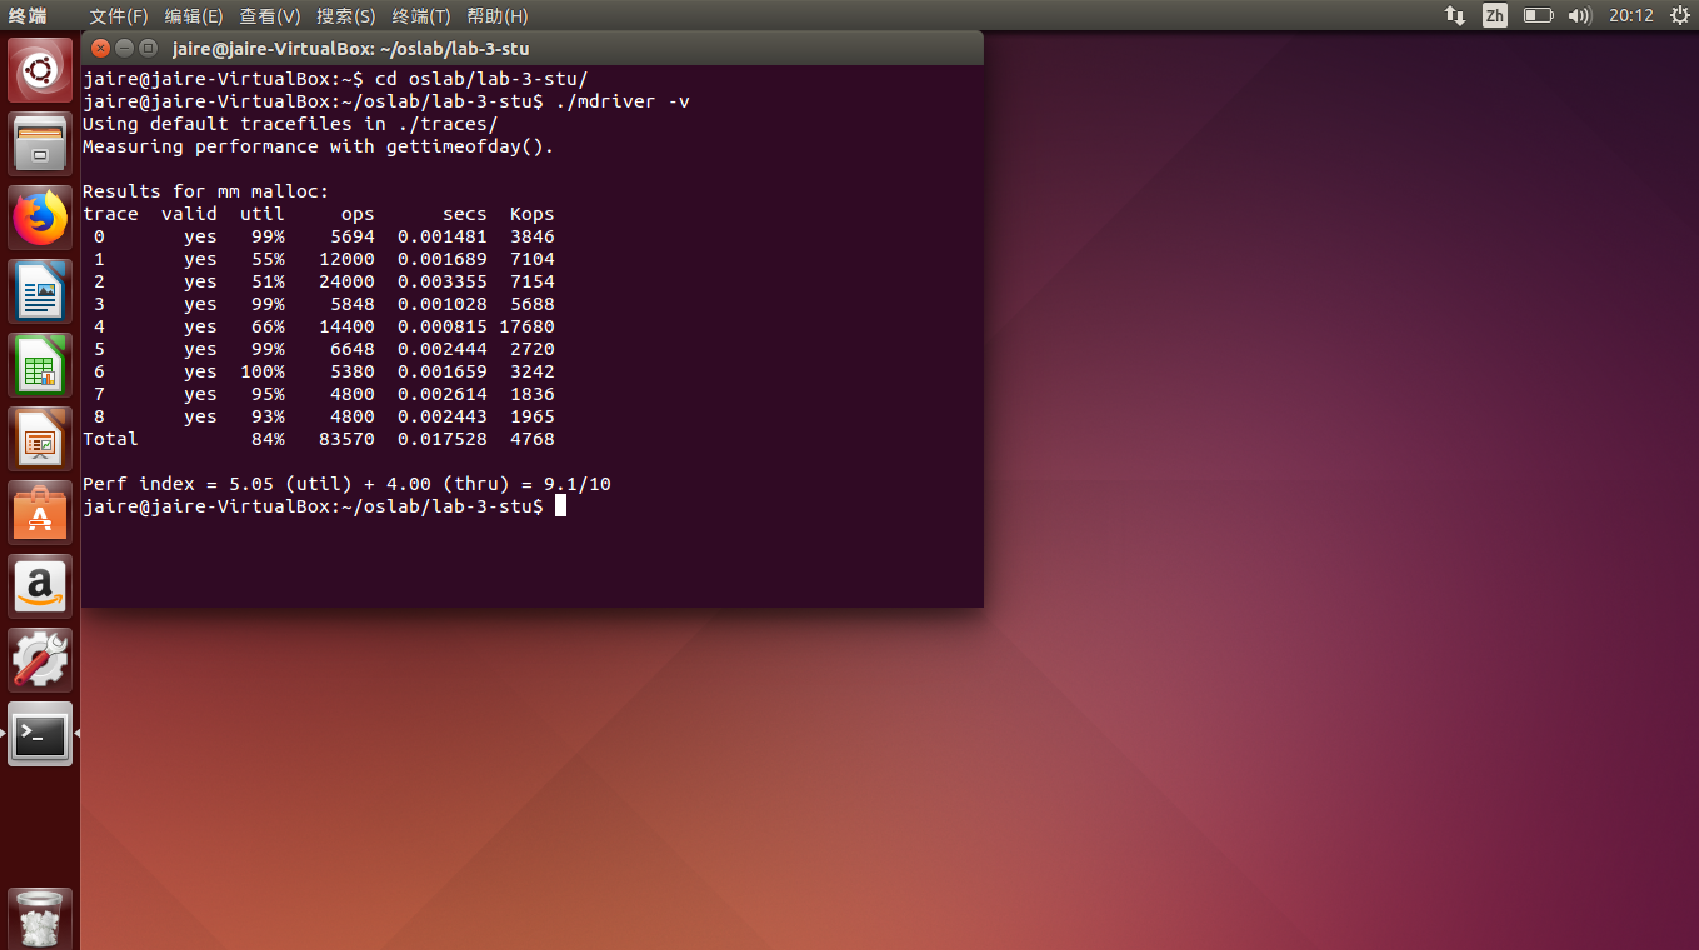 终端 文件(F) 编辑(E) 查看(V) 搜索(S) 终端(T) 帮助(H) Zh 20:12
jaire@jaire-VirtualBox: ~/oslab/lab-3-stu
jaire@jaire-VirtualBox:~$ cd oslab/lab-3-stu/
jaire@jaire-VirtualBox:~/oslab/lab-3-stu$ ./mdriver -v
Using default tracefiles in ./traces/
Measuring performance with gettimeofday().
Results for mm malloc:
trace valid util ops secs Kops
0 yes 99% 5694 0.001481 3846
1 yes 55% 12000 0.001689 7104
2 yes 51% 24000 0.003355 7154
3 yes 99% 5848 0.001028 5688
4 yes 66% 14400 0.000815 17680
5 yes 99% 6648 0.002444 2720
6 yes 100% 5380 0.001659 3242
7 yes 95% 4800 0.002614 1836
8 yes 93% 4800 0.002443 1965
Total 84% 83570 0.017528 4768
Perf index = 5.05 (util) + 4.00 (thru) = 9.1/10
jaire@jaire-VirtualBox:~/oslab/lab-3-stu$